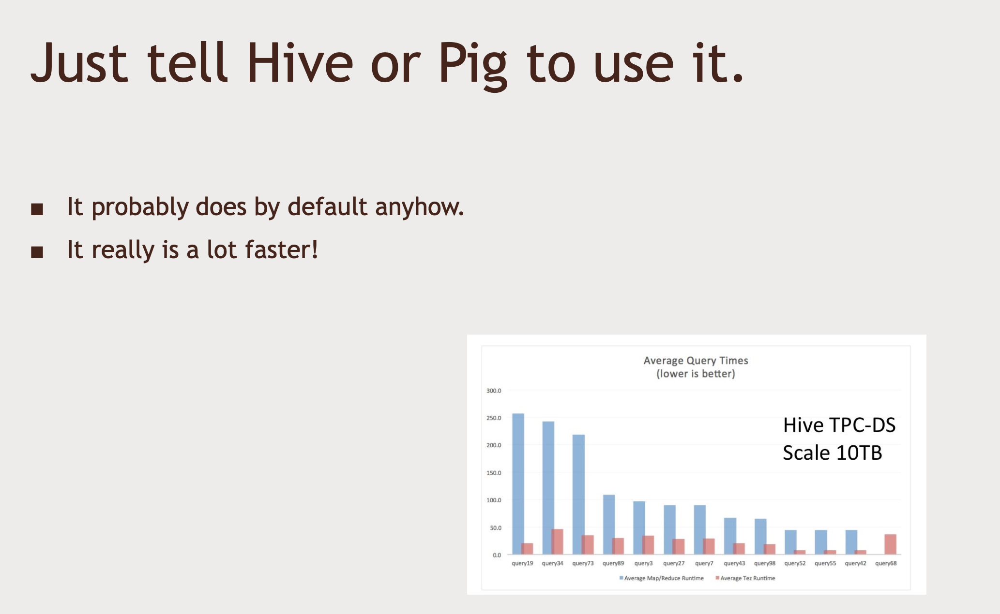 Just tell Hive or Pig to use it.
■ It probably does by default anyhow.
■ It really is a lot faster!
Average Query Times
(lower is better)
300.0
250.0
200.0
150.0
100.0
50.0
0.0
Hive TPC-DS
Scale 10TB
query19 query34 query73 query89 query3 query27 query7 query43 query98 query52 query55 query42 query68
Average Map/Reduce Runtime Average Tez Runtime